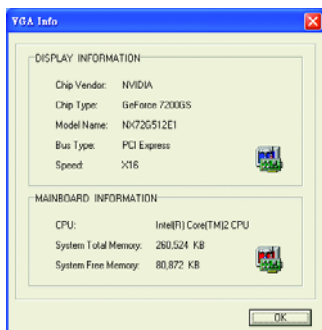 VGA Info
DISPLAY INFORMATION
Chip Vendor: NVIDIA
Chip Type: GeForce 7200GS
Model Name: NX72G512E1
Bus Type: PCI Express
Speed: X16
MAINBOARD INFORMATION
CPU: Intel(R) Core(TM)2 CPU
System Total Memory: 260,524 KB
System Free Memory: 80,872 KB
OK